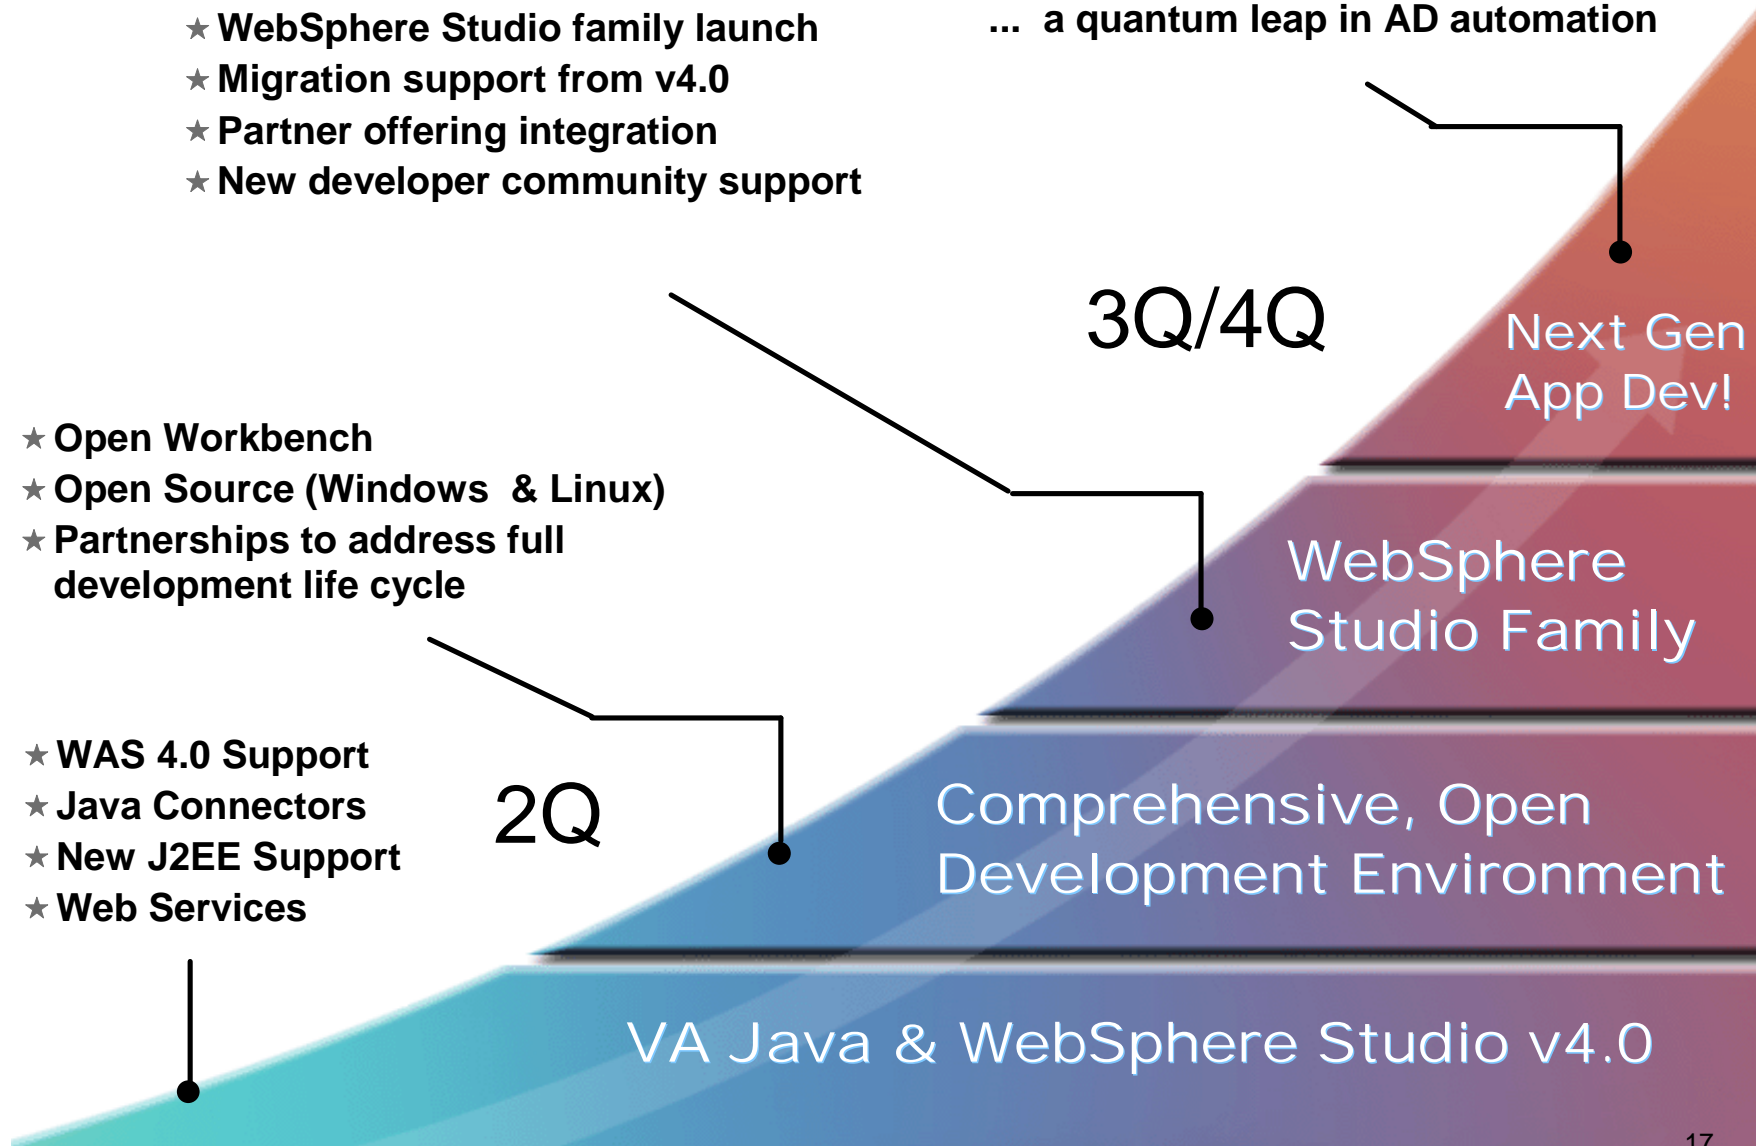 ★ WebSphere Studio family launch
★ Migration support from v4.0
★ Partner offering integration
★ New developer community support
... a quantum leap in AD automation
3Q/4Q
Next Gen
App Dev!
★ Open Workbench
★ Open Source (Windows & Linux)
★ Partnerships to address full
development life cycle
WebSphere
Studio Family
★ WAS 4.0 Support
★ Java Connectors
★ New J2EE Support
★ Web Services
2Q
Comprehensive, Open
Development Environment
VA Java & WebSphere Studio v4.0
17